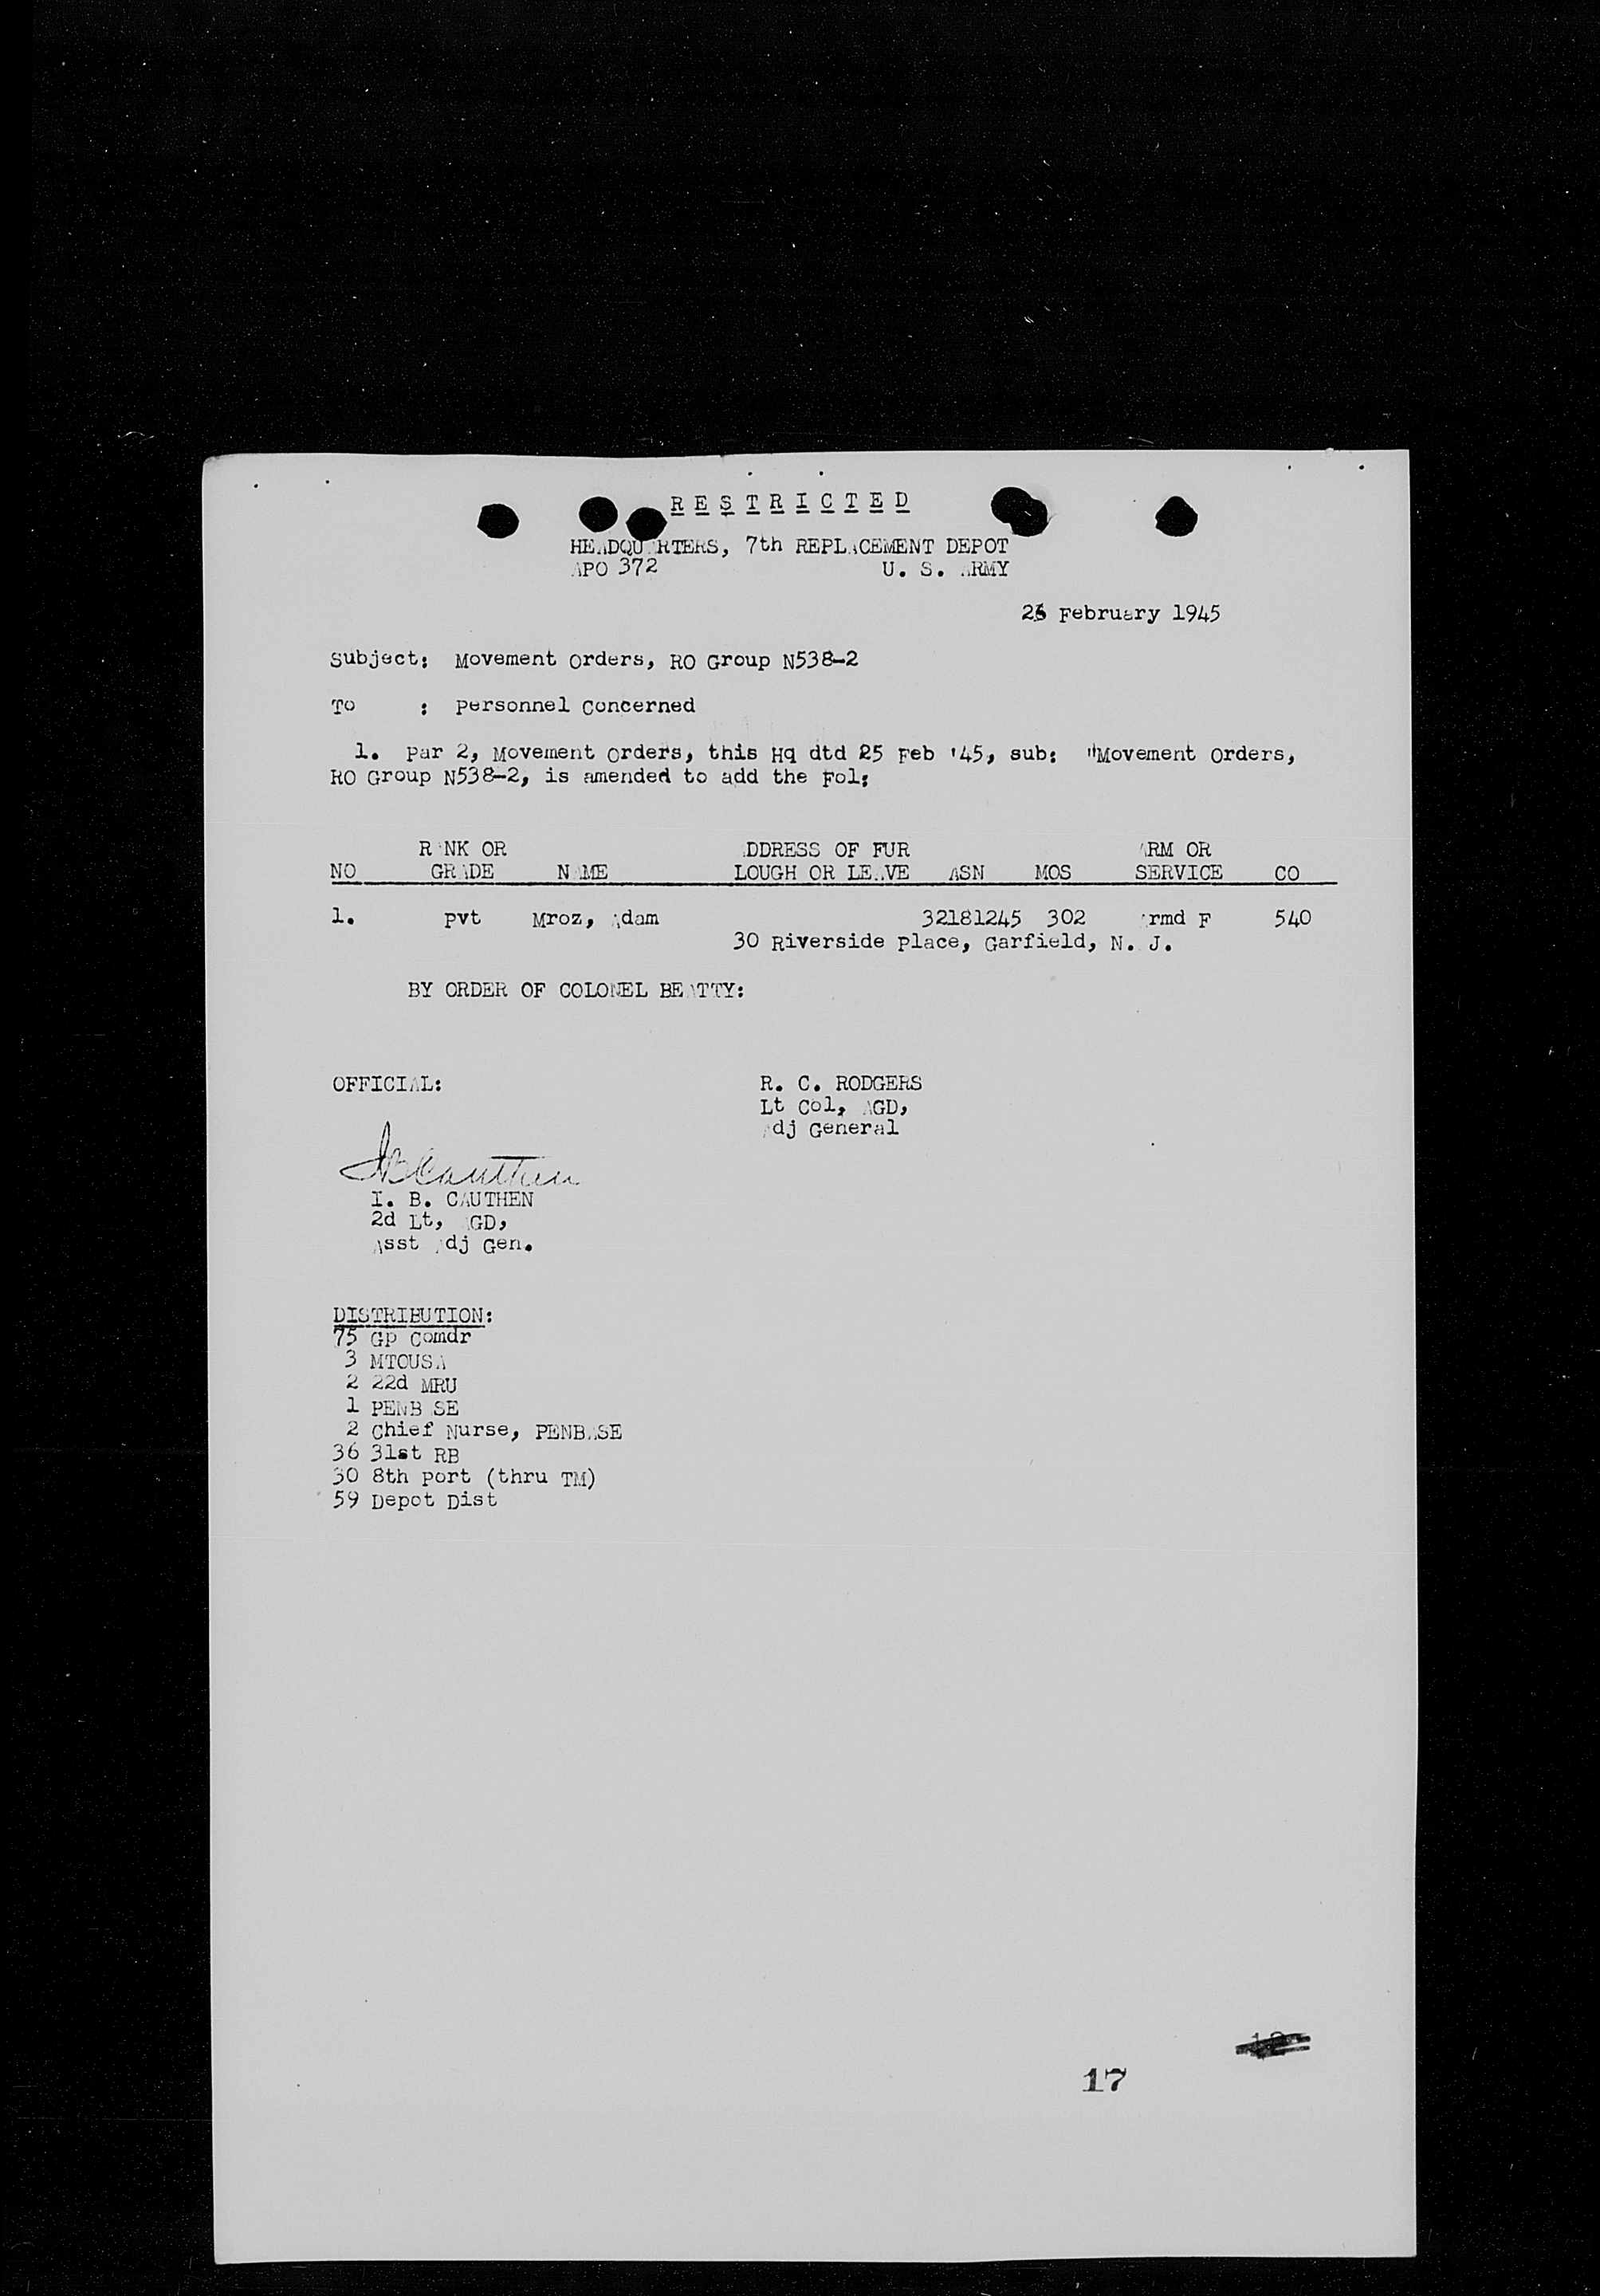 RESTRICTED
HEADQUARTERS, 7th REPLACEMENT DEPOT
APO 372 U. S. ARMY
26 February 1945
Subject: Movement Orders, RO Group N538-2
To : Personnel Concerned
1. Par 2, Movement Orders, this Hq dtd 25 Feb '45, sub: "Movement Orders,
RO Group N538-2, is amended to add the Fol:
RANK OR ADDRESS OF FUR ARM OR
NO GRADE NAME LOUGH OR LEAVE ASN MOS SERVICE CO
1. Pvt Mroz, Adam 32181245 302 Armd F 540
30 Riverside Place, Garfield, N. J.
BY ORDER OF COLONEL BEATTY:
OFFICIAL: R. C. RODGERS
Lt Col, AGD,
Adj General
IBCauthen
I. B. CAUTHEN
2d Lt, AGD,
Asst Adj Gen.
DISTRIBUTION:
75 Gp Comdr
3 MTOUSA
2 22d MRU
1 PENBASE
2 Chief Nurse, PENBASE
36 31st RB
30 8th Port (thru TM)
59 Depot Dist
17